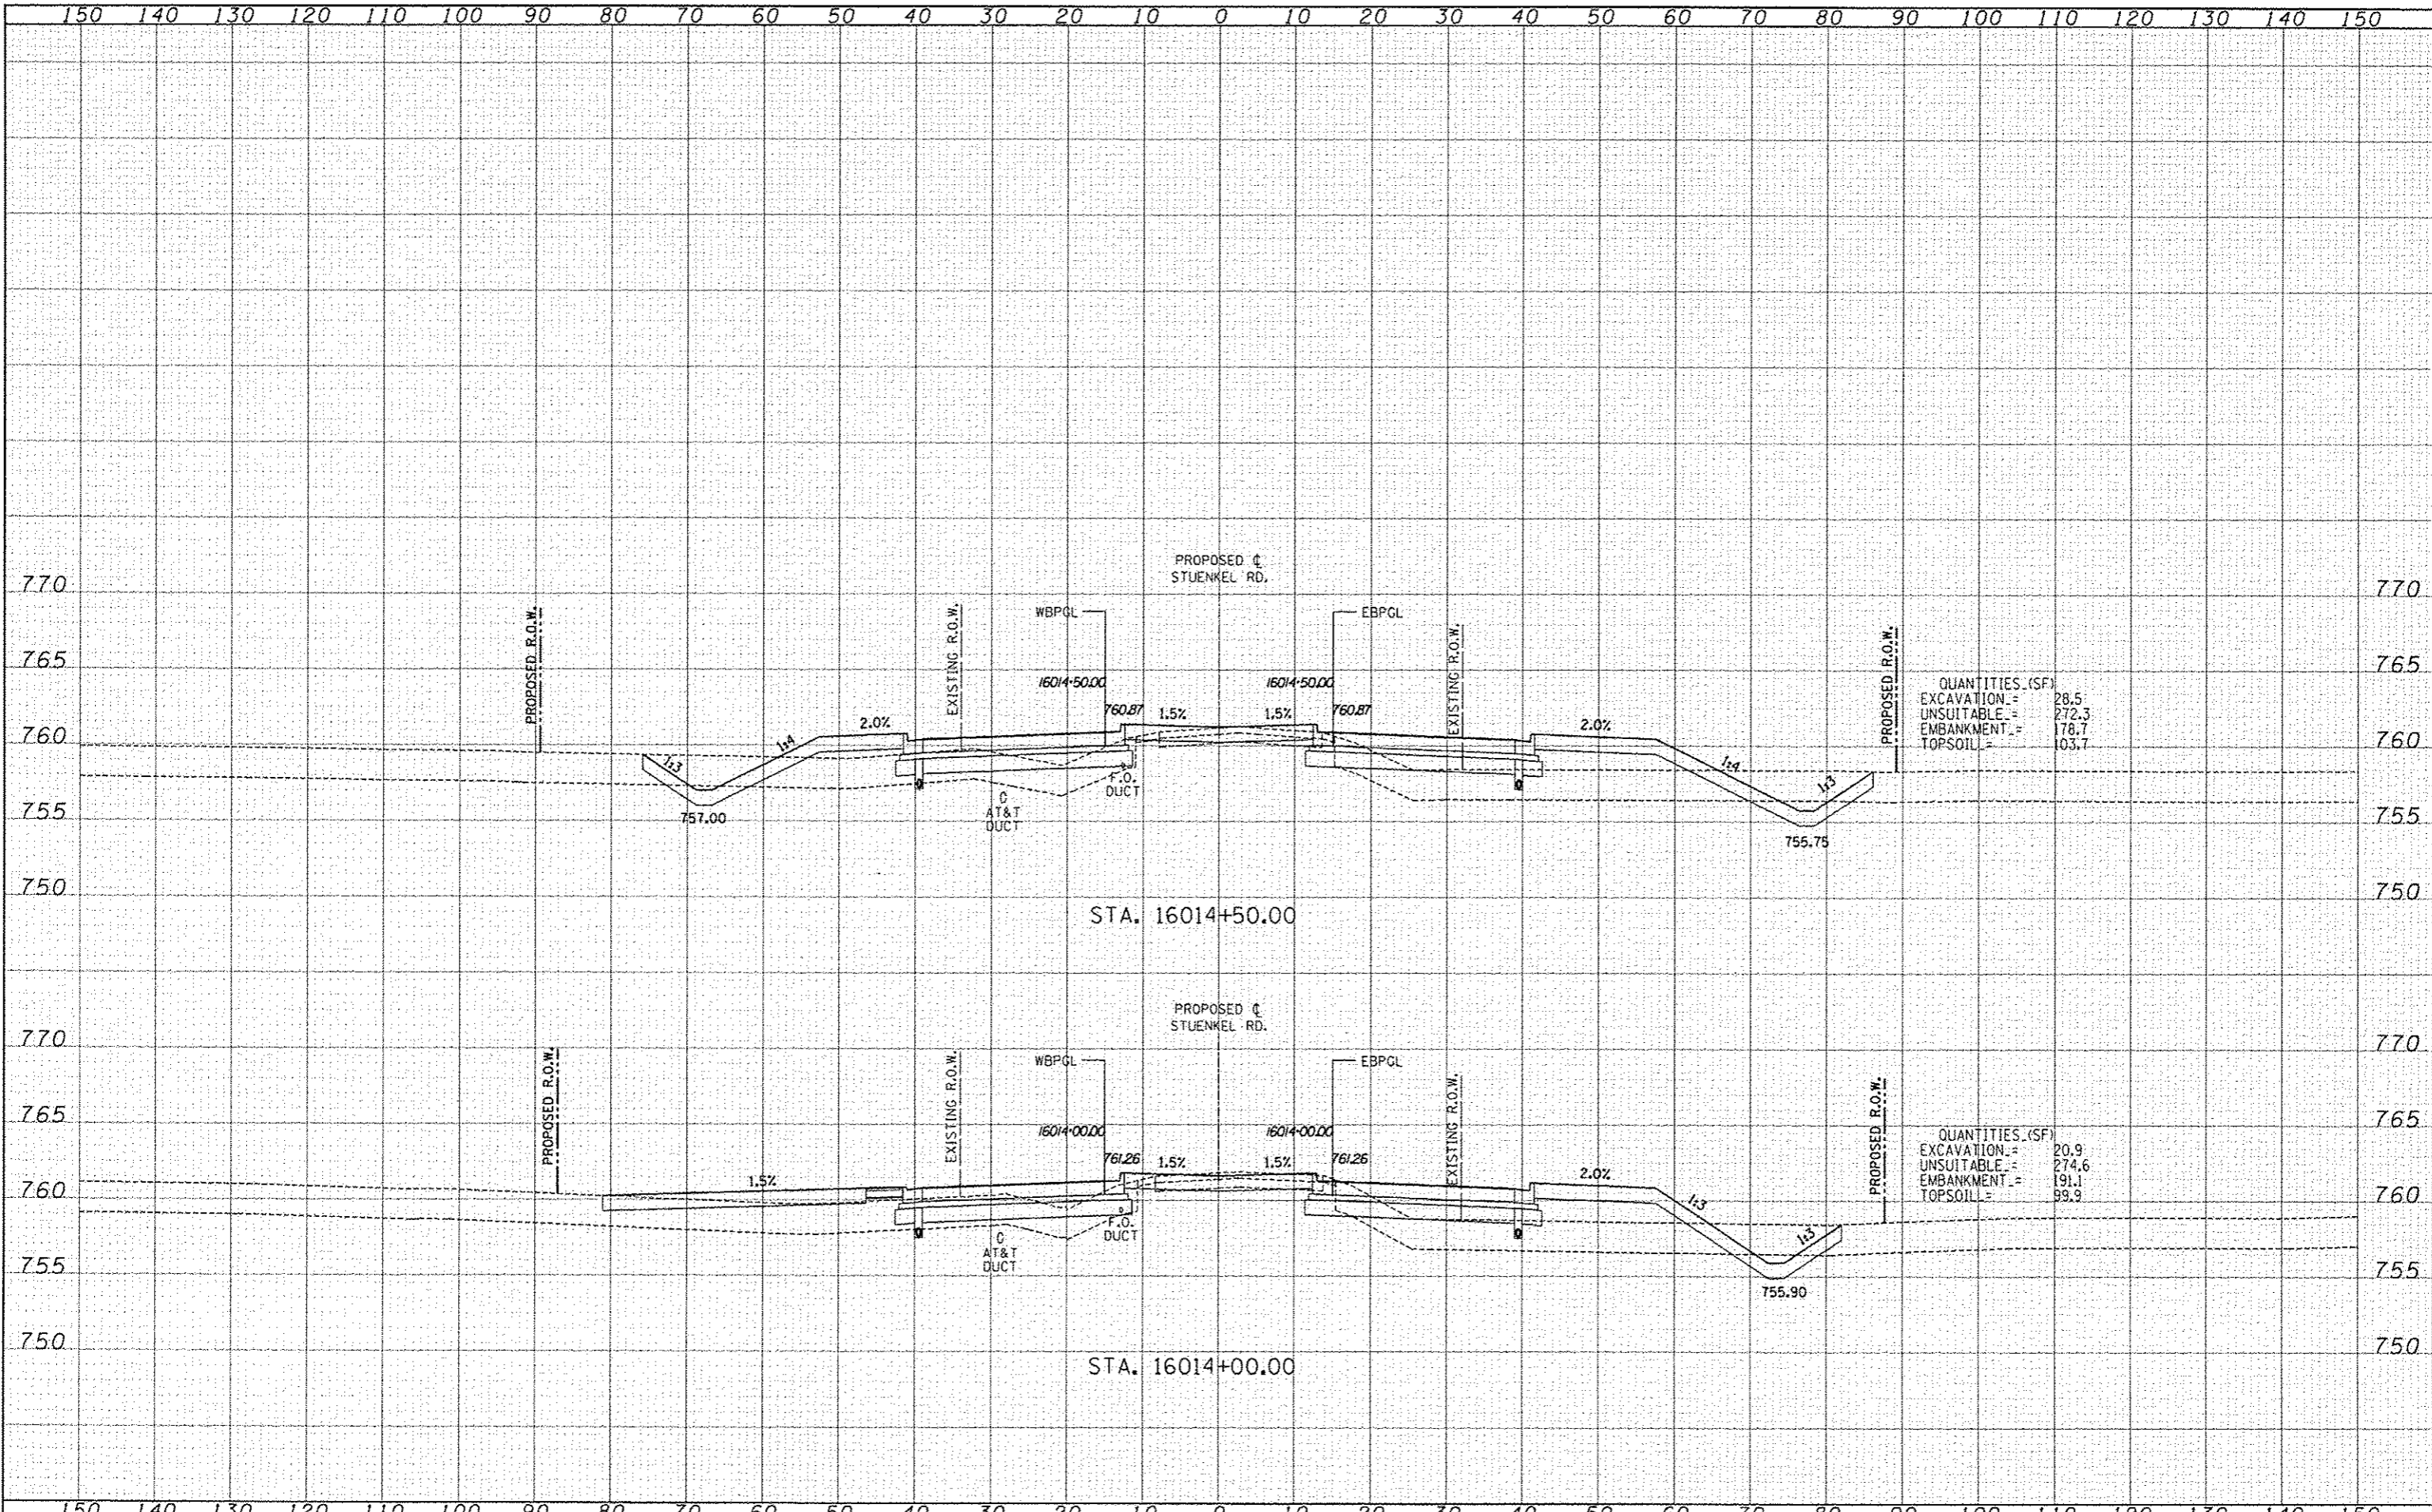 150 140 130 120 110 100 90 80 70 60 50 40 30 20 10 0 10 20 30 40 50 60 70 80 90 100 110 120 130 140 150
PROPOSED ℄
STUENKEL RD.
770 770
WBPGL EBPGL
PROPOSED R.O.W.
EXISTING R.O.W.
EXISTING R.O.W.
PROPOSED R.O.W.
765 765
16014+50.00 16014+50.00
QUANTITIES (SF)
EXCAVATION = 28.5
UNSUITABLE = 272.3
EMBANKMENT = 178.7
TOPSOIL = 103.7
2.0% 760.87 1.5% 1.5% 760.87 2.0%
760 760
1:3 1:4 1:4 1:3
F.O.
DUCT
AT&T
DUCT
755 755
757.00 755.75
750 750
STA. 16014+50.00
PROPOSED ℄
STUENKEL RD.
770 770
WBPGL EBPGL
PROPOSED R.O.W.
EXISTING R.O.W.
EXISTING R.O.W.
PROPOSED R.O.W.
765 765
16014+00.00 16014+00.00
QUANTITIES (SF)
EXCAVATION = 20.9
UNSUITABLE = 274.6
EMBANKMENT = 191.1
TOPSOIL = 99.9
1.5% 761.26 1.5% 1.5% 761.26 2.0%
760 760
1:3 1:3
F.O.
DUCT
AT&T
DUCT
755 755
755.90
750 750
STA. 16014+00.00
150 140 130 120 110 100 90 80 70 60 50 40 30 20 10 0 10 20 30 40 50 60 70 80 90 100 110 120 130 140 150